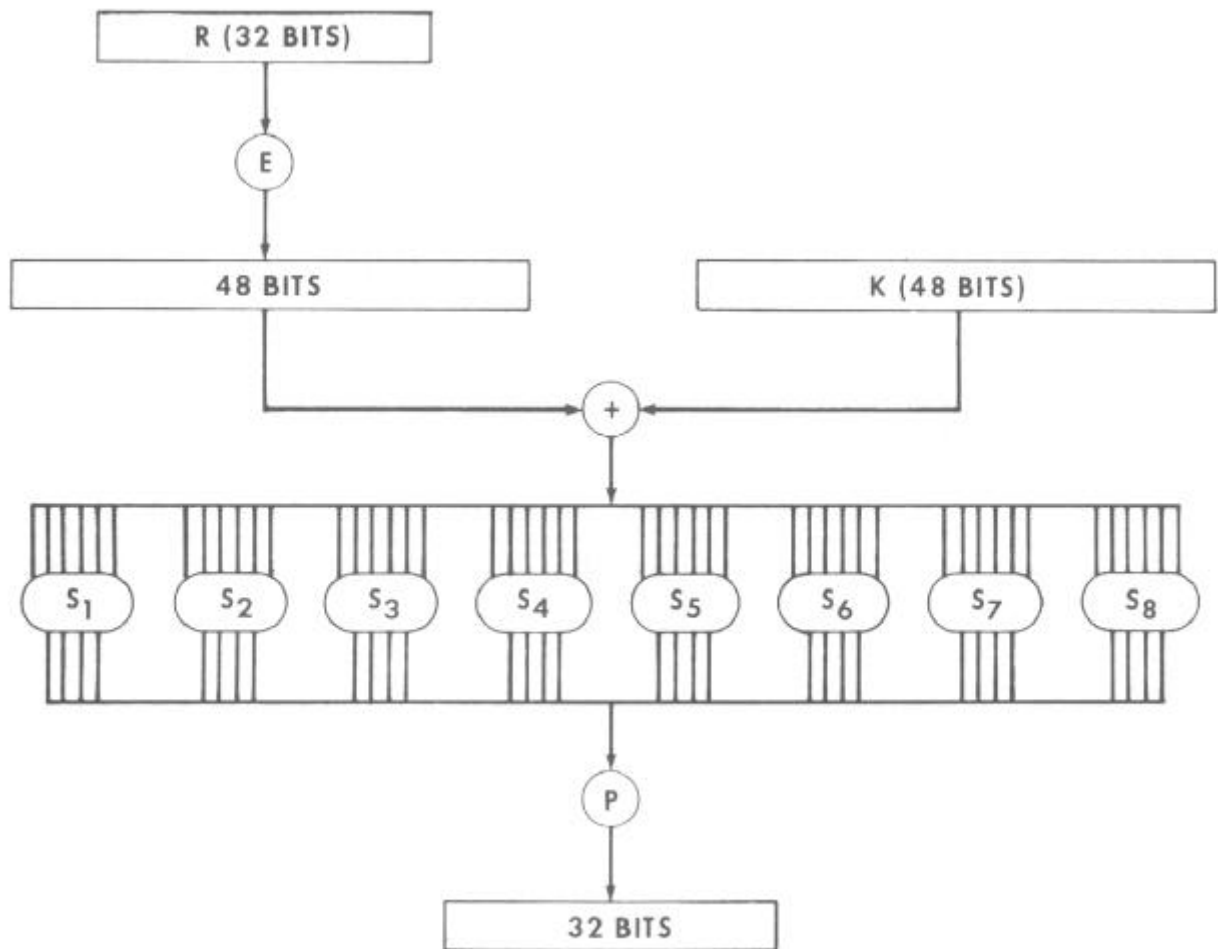 R (32 BITS)
E
48 BITS
K (48 BITS)
+
S1 S2 S3 S4 S5 S6 S7 S8
P
32 BITS